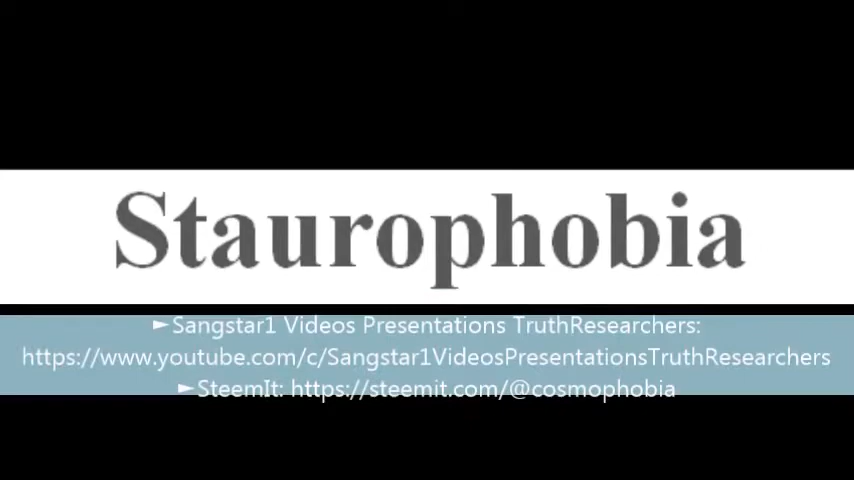 Staurophobia
►Sangstar1 Videos Presentations TruthResearchers:
https://www.youtube.com/c/Sangstar1VideosPresentationsTruthResearchers
►SteemIt: https://steemit.com/@cosmophobia